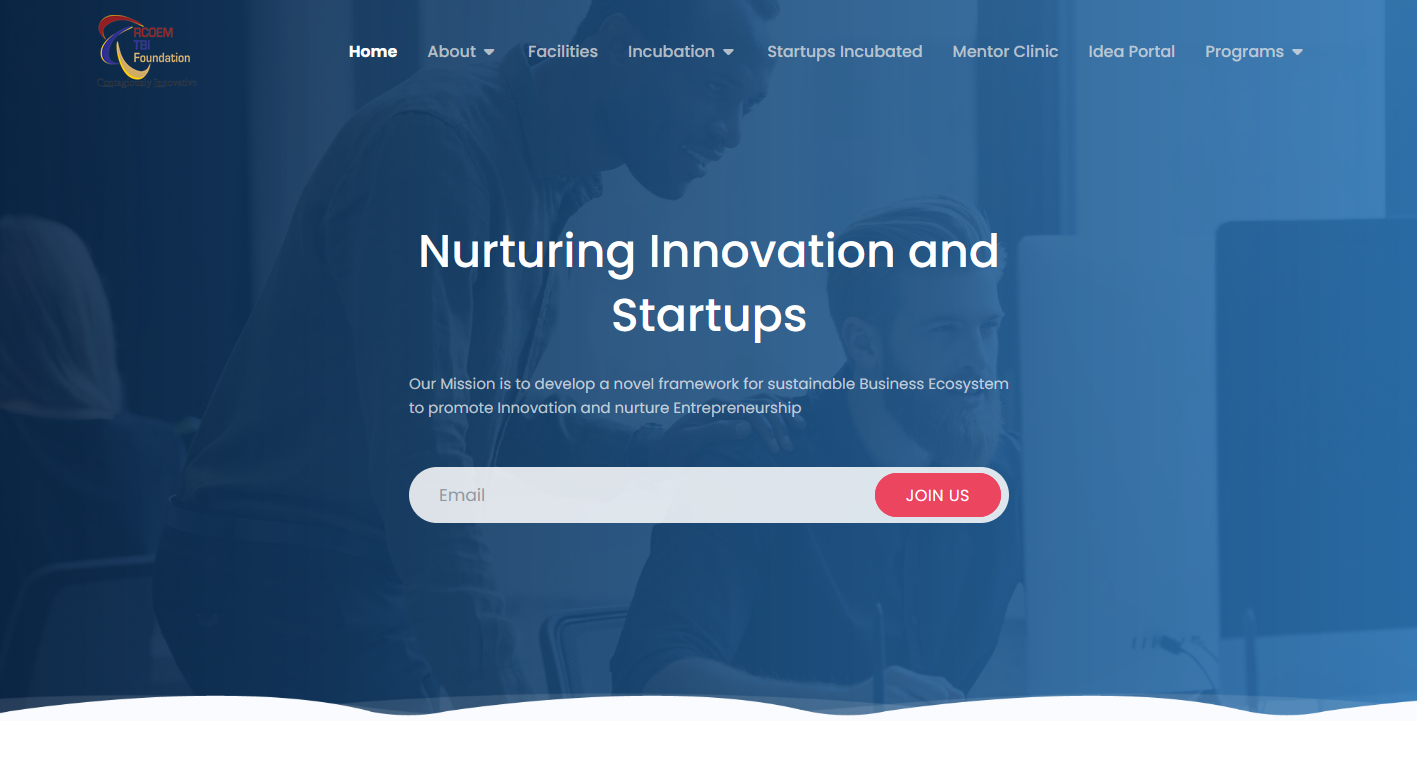 RCOEM
TBI
Foundation
Contagiously Innovators
Home About Facilities Incubation Startups Incubated Mentor Clinic Idea Portal Programs
Nurturing Innovation and
Startups
Our Mission is to develop a novel framework for sustainable Business Ecosystem
to promote Innovation and nurture Entrepreneurship
Email
JOIN US